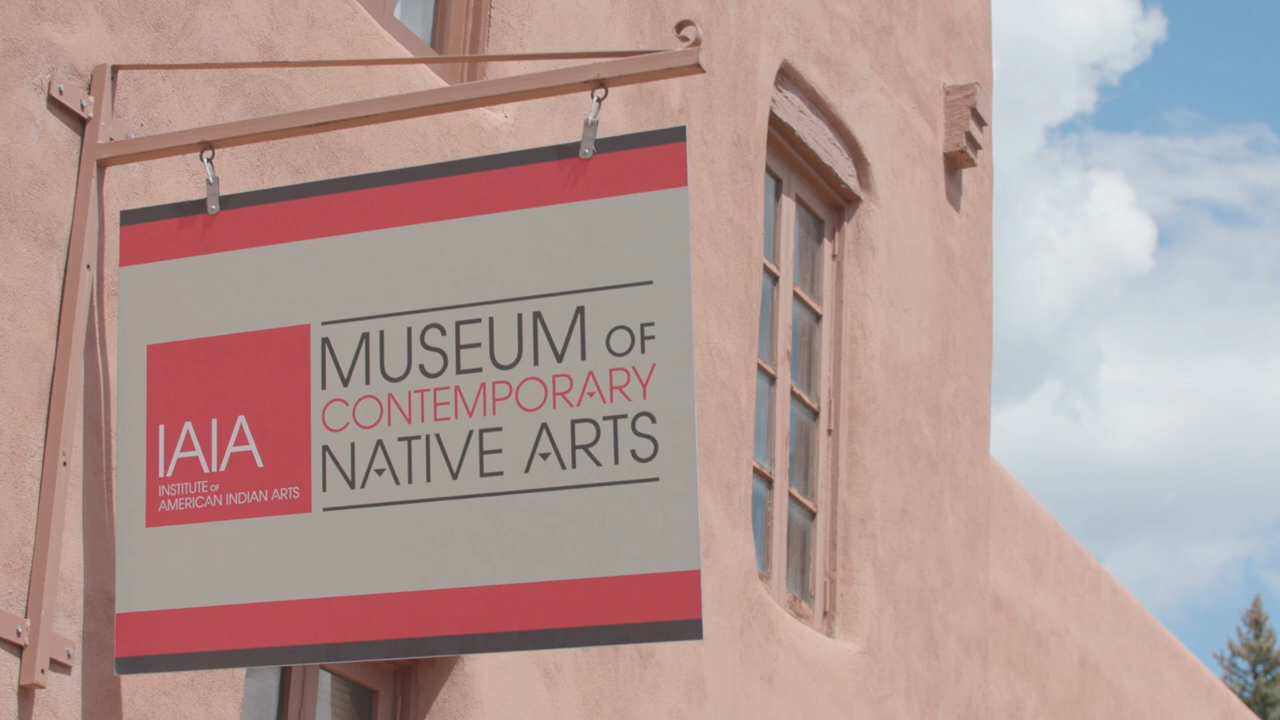 IAIA
INSTITUTE OF
AMERICAN INDIAN ARTS
MUSEUM OF
CONTEMPORARY
NATIVE ARTS